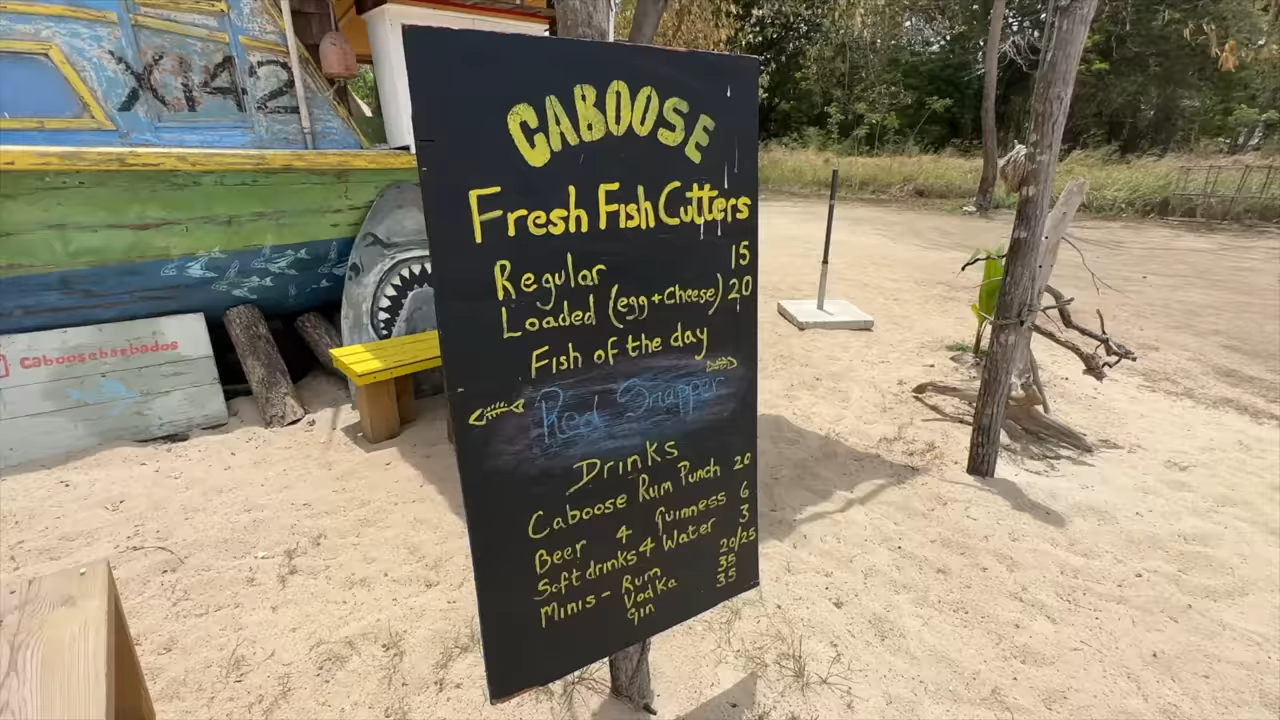 X142
CABOOSE
Fresh Fish Cutters
Regular 15
Loaded (egg+cheese) 20
Fish of the day
Red Snapper
Drinks
Caboose Rum Punch 20
Beer 4 Guinness 6
Soft drinks 4 Water 3
Minis - Rum 20/25
Vodka 35
Gin 35
caboosebarbados